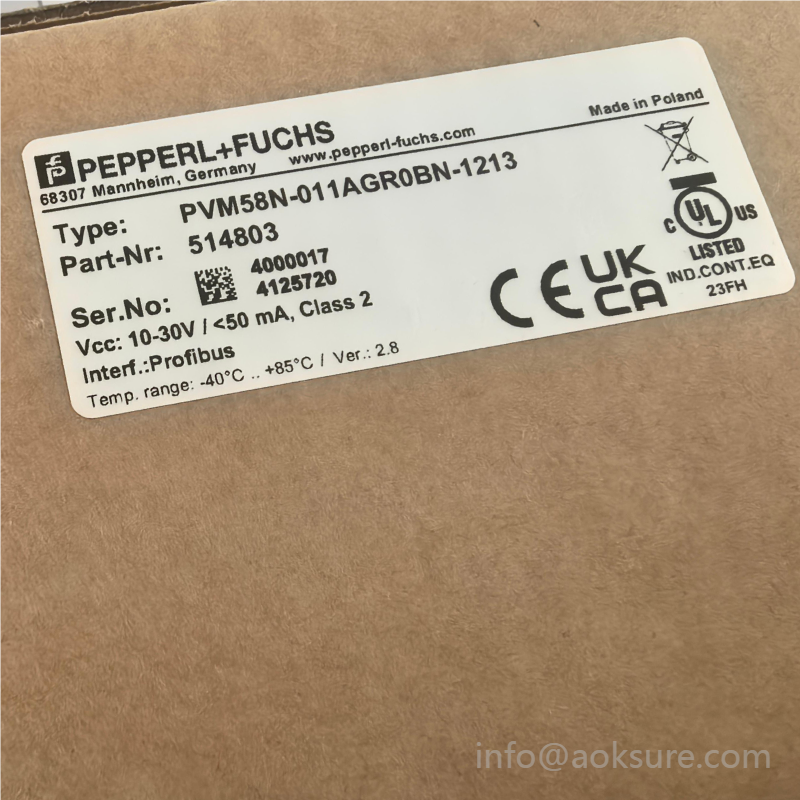 PEPPERL+FUCHS
68307 Mannheim, Germany www.pepperl-fuchs.com Made in Poland
Type: PVM58N-011AGR0BN-1213
Part-Nr: 514803
Ser.No: 4000017
4125720
Vcc: 10-30V / <50 mA, Class 2
Interf.:Profibus
Temp. range: -40°C .. +85°C / Ver.: 2.8
CE UK
CA
C UL US
LISTED
IND.CONT.EQ
23FH
info@aoksure.com